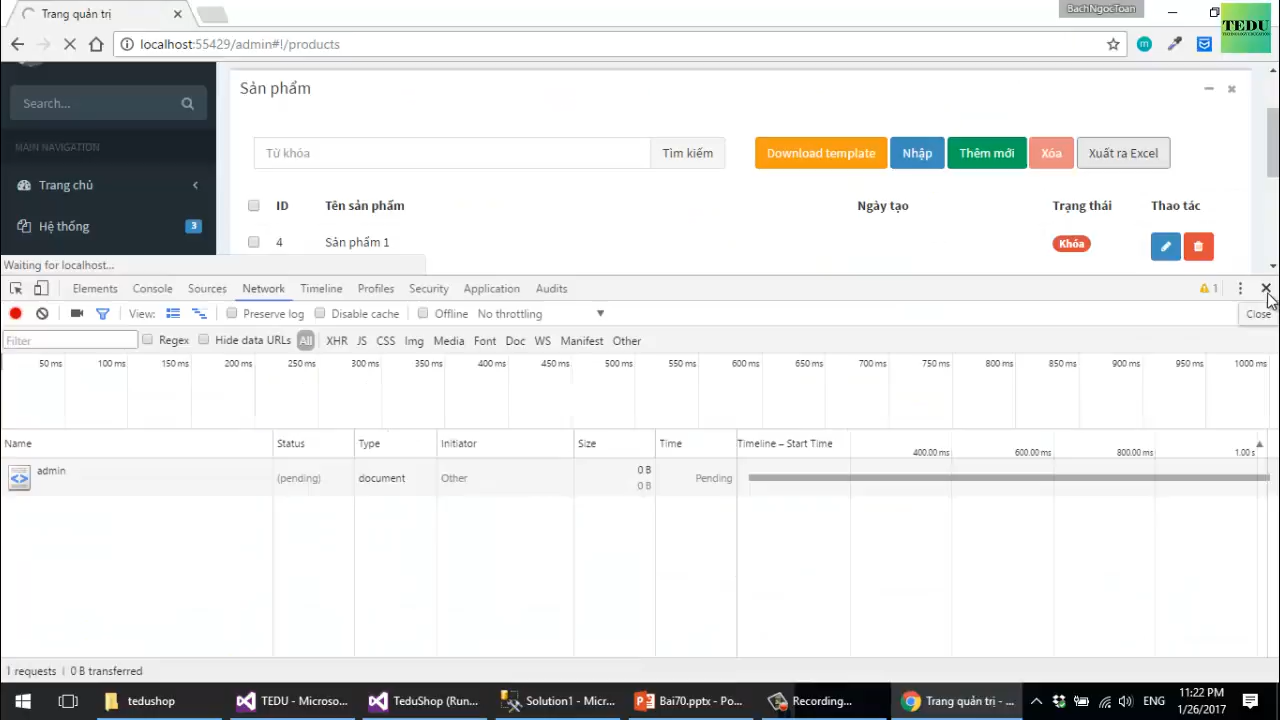 Trang quản trị
BachNgocToan
TEDU
localhost:55429/admin#!/products
m
Search...
Sản phẩm
MAIN NAVIGATION
Từ khóa
Tìm kiếm
Download template
Nhập
Thêm mới
Xóa
Xuất ra Excel
Trang chủ
ID
Tên sản phẩm
Ngày tạo
Trạng thái
Thao tác
Hệ thống
3
4
Sản phẩm 1
Khóa
Waiting for localhost...
Elements
Console
Sources
Network
Timeline
Profiles
Security
Application
Audits
1
View:
Preserve log
Disable cache
Offline
No throttling
Close
Filter
Regex
Hide data URLs
All
XHR
JS
CSS
Img
Media
Font
Doc
WS
Manifest
Other
50 ms
100 ms
150 ms
200 ms
250 ms
300 ms
350 ms
400 ms
450 ms
500 ms
550 ms
600 ms
650 ms
700 ms
750 ms
800 ms
850 ms
900 ms
950 ms
1000 ms
Name
Status
Type
Initiator
Size
Time
Timeline – Start Time
400.00 ms
600.00 ms
800.00 ms
1.00 s
admin
(pending)
document
Other
0 B
0 B
Pending
1 requests | 0 B transferred
tedushop
TEDU - Microso...
TeduShop (Run...
Solution1 - Micr...
Bai70.pptx - Po...
Recording...
Trang quản trị - ...
ENG
11:22 PM
1/26/2017